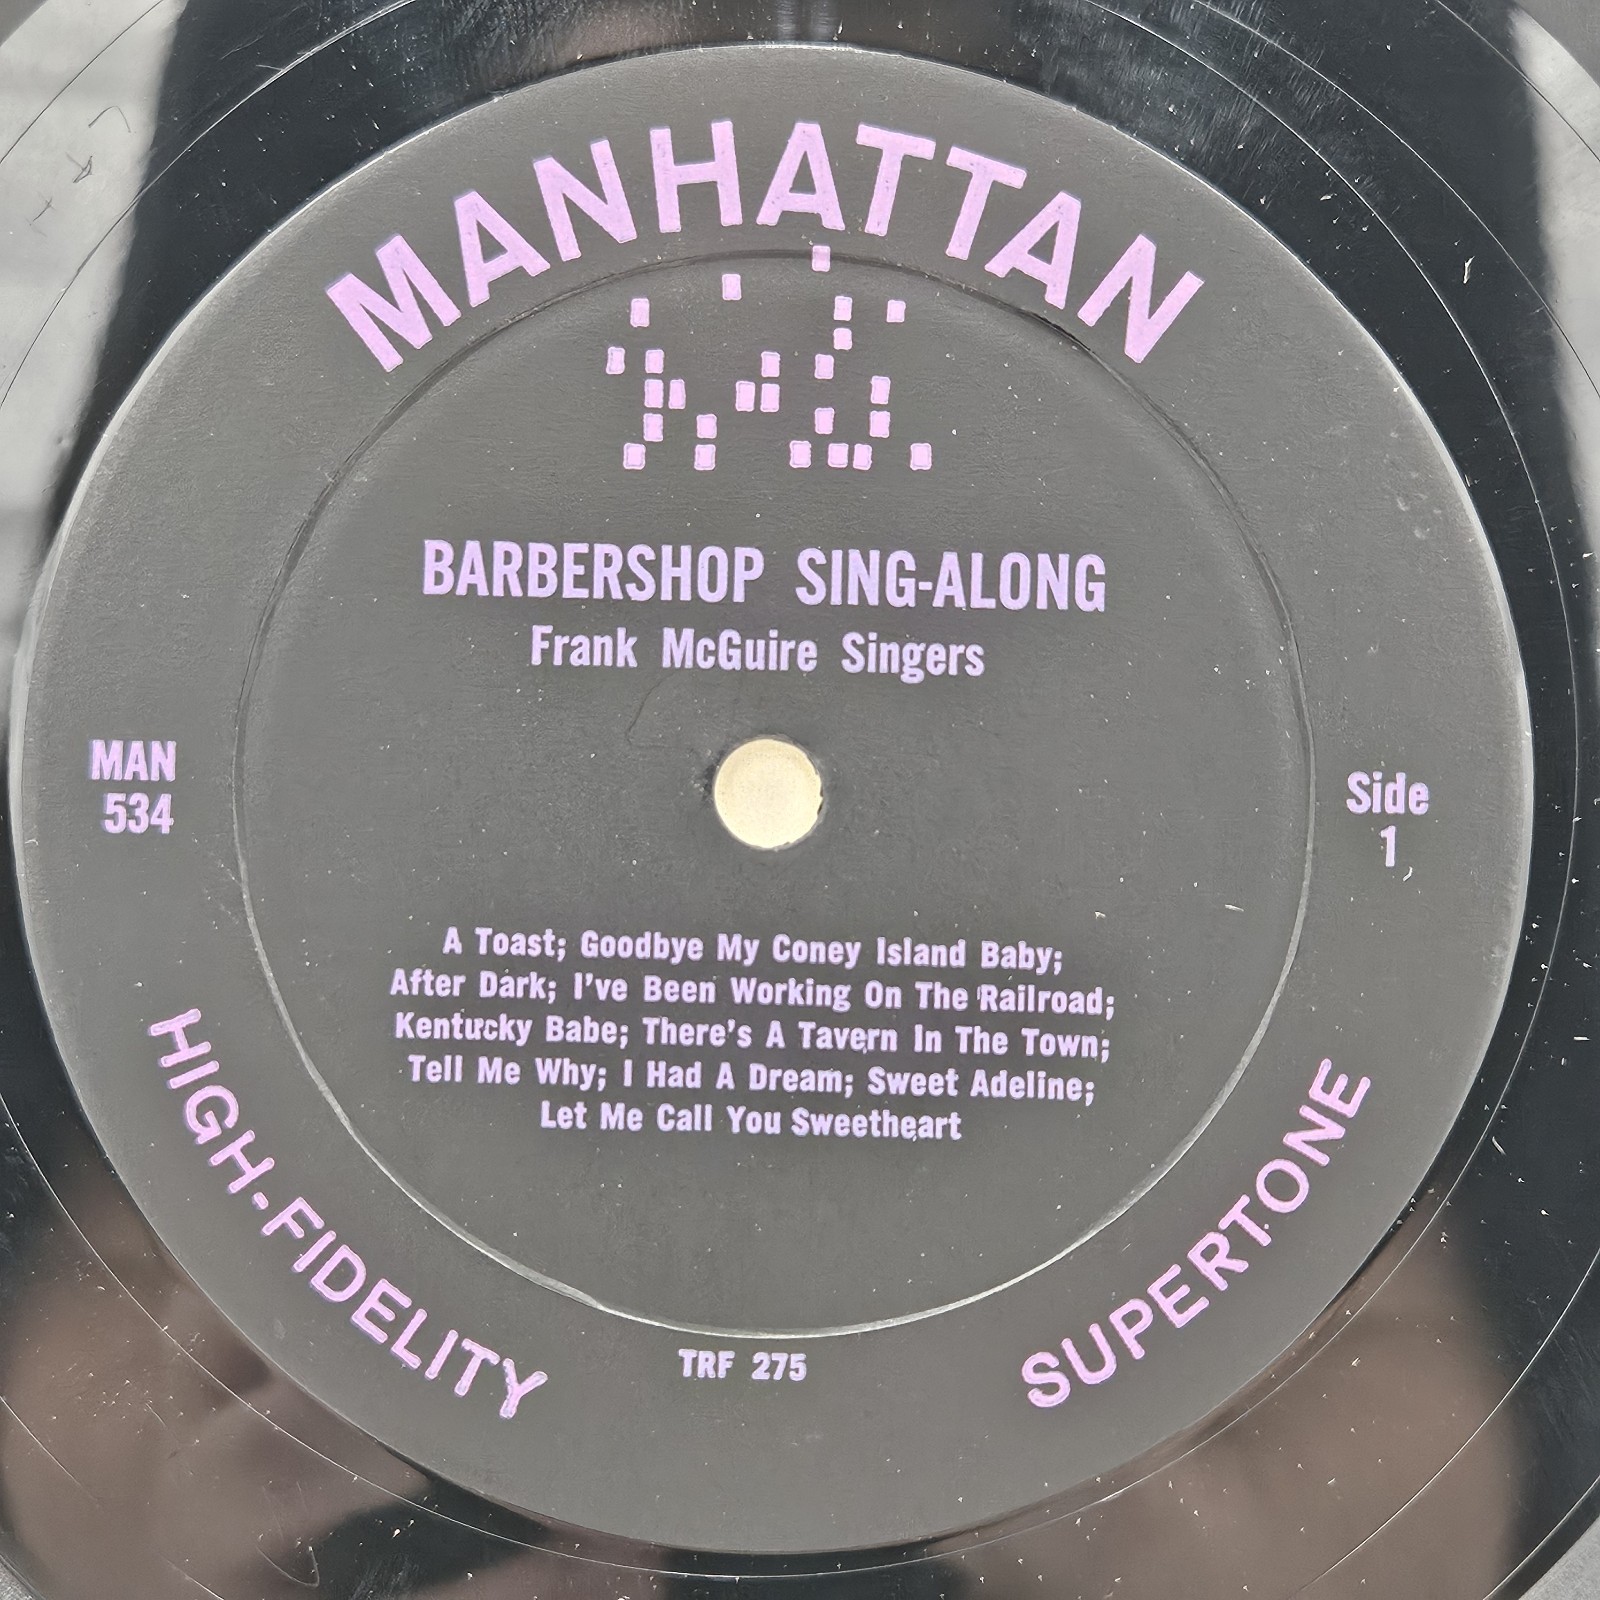 MANHATTAN
BARBERSHOP SING-ALONG
Frank McGuire Singers
MAN
534
Side
1
A Toast; Goodbye My Coney Island Baby;
After Dark; I've Been Working On The Railroad;
Kentucky Babe; There's A Tavern In The Town;
Tell Me Why; I Had A Dream; Sweet Adeline;
Let Me Call You Sweetheart
HIGH-FIDELITY
TRF 275
SUPERTONE